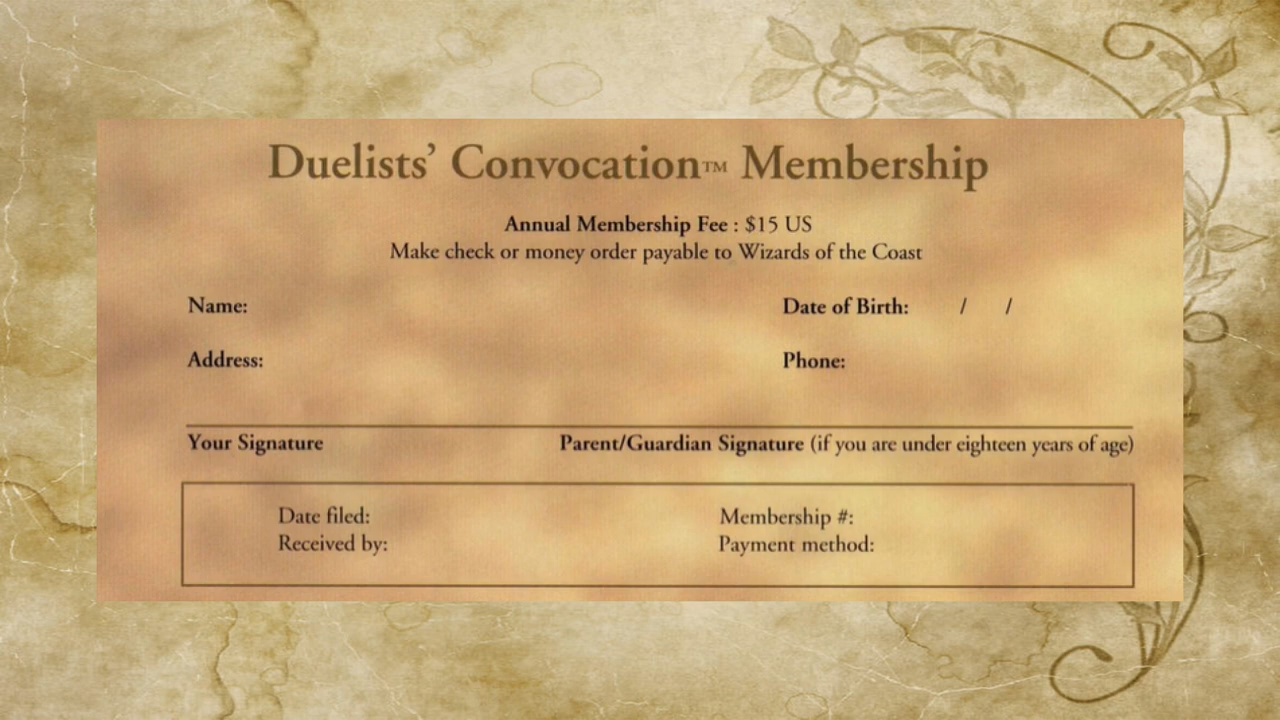 Duelists’ Convocation™ Membership
Annual Membership Fee : $15 US
Make check or money order payable to Wizards of the Coast
Name: Date of Birth: / /
Address: Phone:
Your Signature Parent/Guardian Signature (if you are under eighteen years of age)
Date filed: Membership #:
Received by: Payment method: